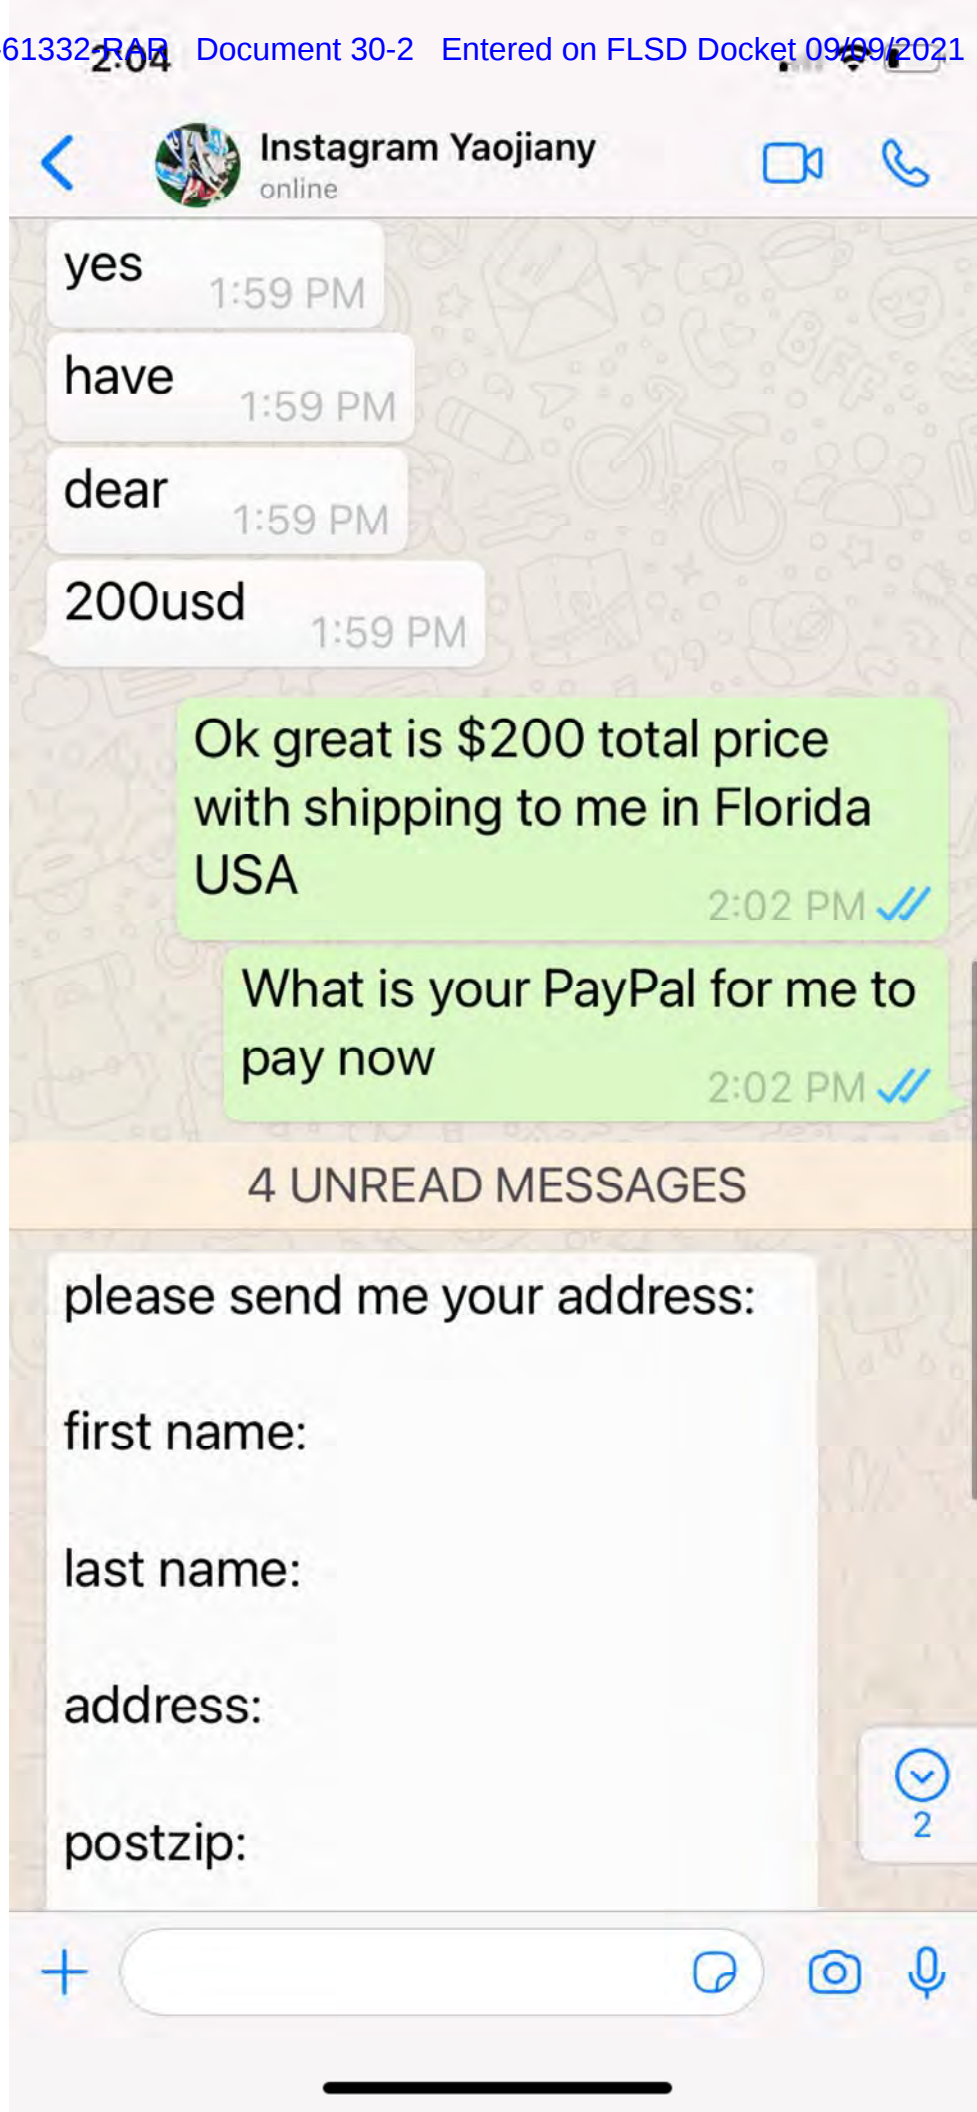 -61332-RAR Document 30-2 Entered on FLSD Docket 09/09/2021
2:04
Instagram Yaojiany
online
yes
1:59 PM
have
1:59 PM
dear
1:59 PM
200usd
1:59 PM
Ok great is $200 total price
with shipping to me in Florida
USA
2:02 PM
What is your PayPal for me to
pay now
2:02 PM
4 UNREAD MESSAGES
please send me your address:
first name:
last name:
address:
postzip:
2